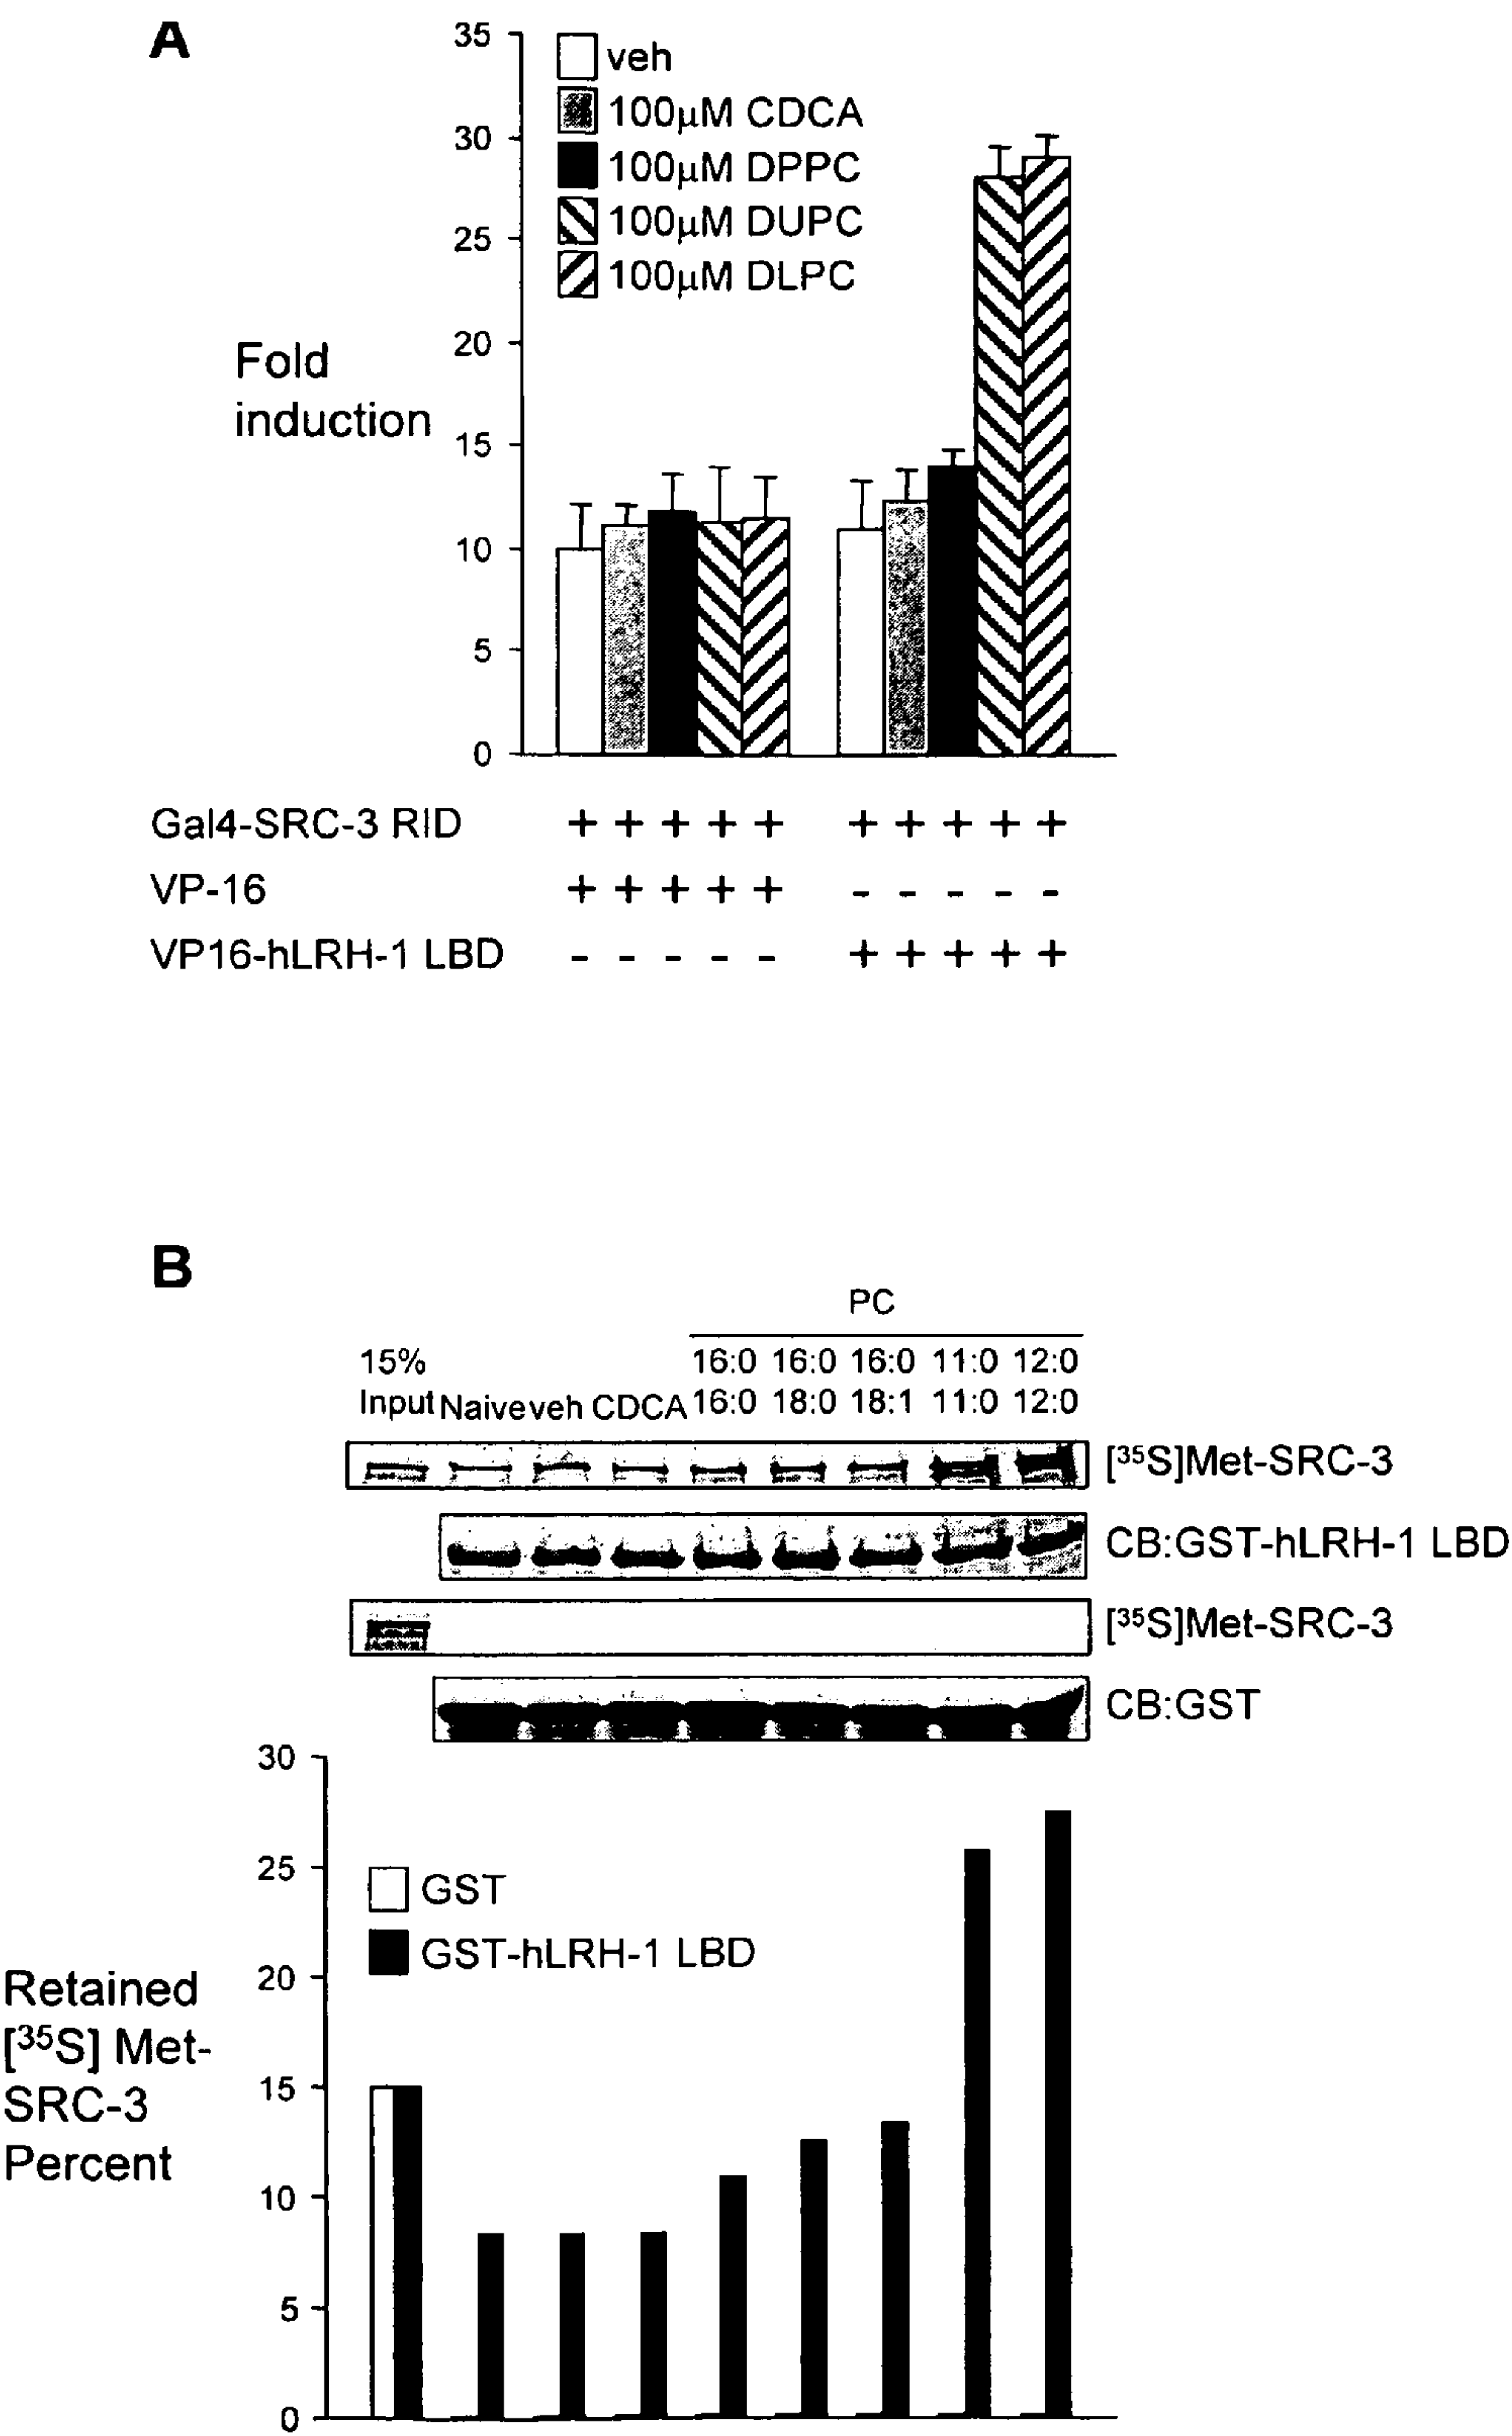 A
35
30
25
20
15
10
5
0
veh
100μM CDCA
100μM DPPC
100μM DUPC
100μM DLPC
Fold
induction
Gal4-SRC-3 RID + + + + + + + + + +
VP-16 + + + + + - - - - -
VP16-hLRH-1 LBD - - - - - + + + + +
B
PC
15% 16:0 16:0 16:0 11:0 12:0
Input Naive veh CDCA 16:0 18:0 18:1 11:0 12:0
[³⁵S]Met-SRC-3
CB:GST-hLRH-1 LBD
[³⁵S]Met-SRC-3
CB:GST
30
25
20
15
10
5
0
GST
GST-hLRH-1 LBD
Retained
[³⁵S] Met-
SRC-3
Percent